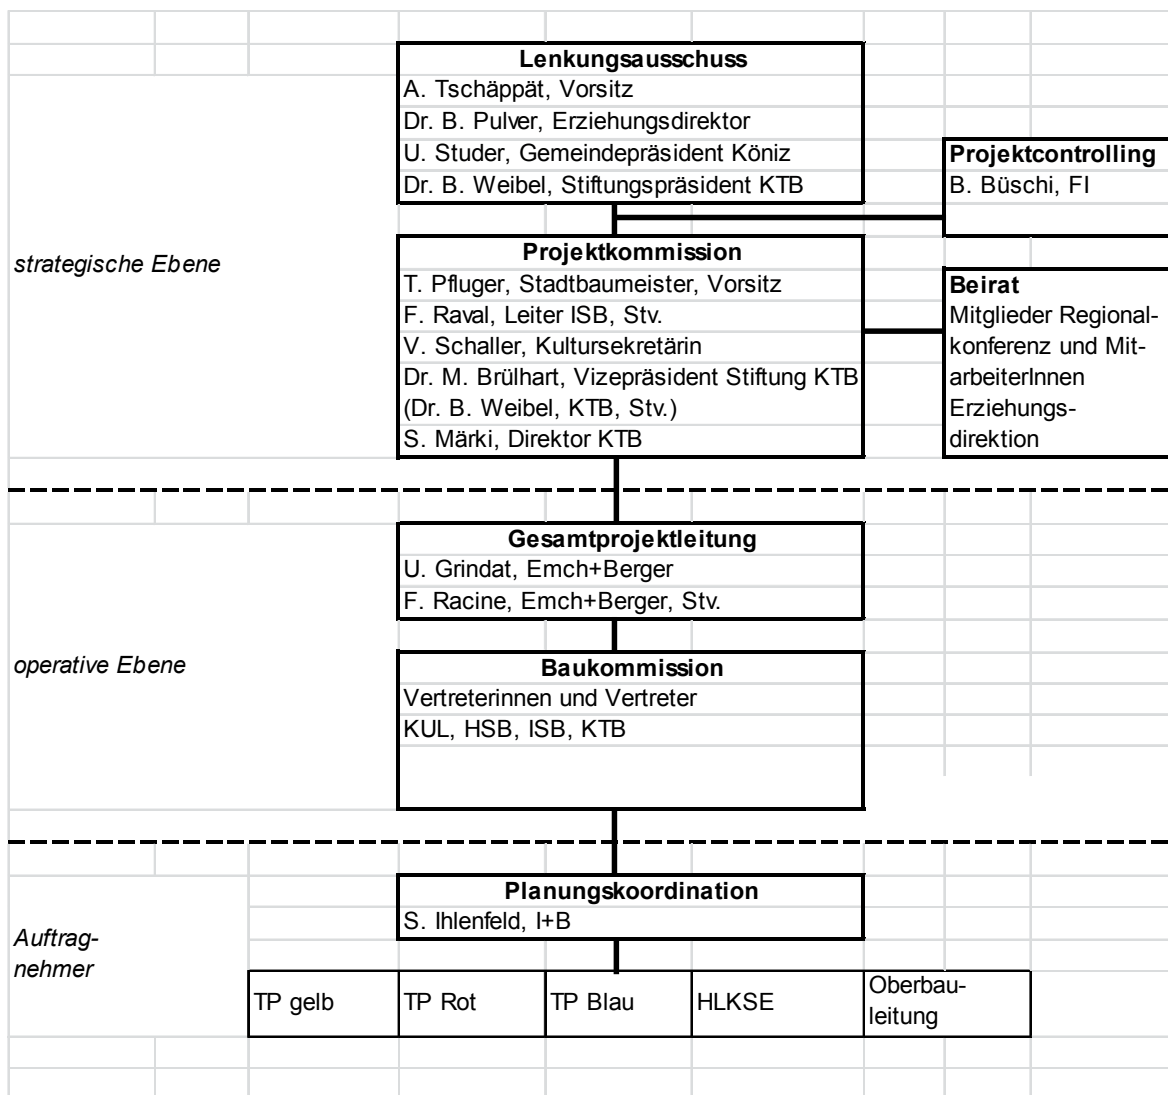 Lenkungsausschuss
A. Tschäppät, Vorsitz
Dr. B. Pulver, Erziehungsdirektor
U. Studer, Gemeindepräsident Köniz
Dr. B. Weibel, Stiftungspräsident KTB
Projektcontrolling
B. Büschi, FI
strategische Ebene
Projektkommission
T. Pfluger, Stadtbaumeister, Vorsitz
F. Raval, Leiter ISB, Stv.
V. Schaller, Kultursekretärin
Dr. M. Brülhart, Vizepräsident Stiftung KTB
(Dr. B. Weibel, KTB, Stv.)
S. Märki, Direktor KTB
Beirat
Mitglieder Regional-
konferenz und Mit-
arbeiterInnen
Erziehungs-
direktion
Gesamtprojektleitung
U. Grindat, Emch+Berger
F. Racine, Emch+Berger, Stv.
operative Ebene
Baukommission
Vertreterinnen und Vertreter
KUL, HSB, ISB, KTB
Planungskoordination
S. Ihlenfeld, I+B
Auftrag-
nehmer
TP gelb
TP Rot
TP Blau
HLKSE
Oberbau-
leitung